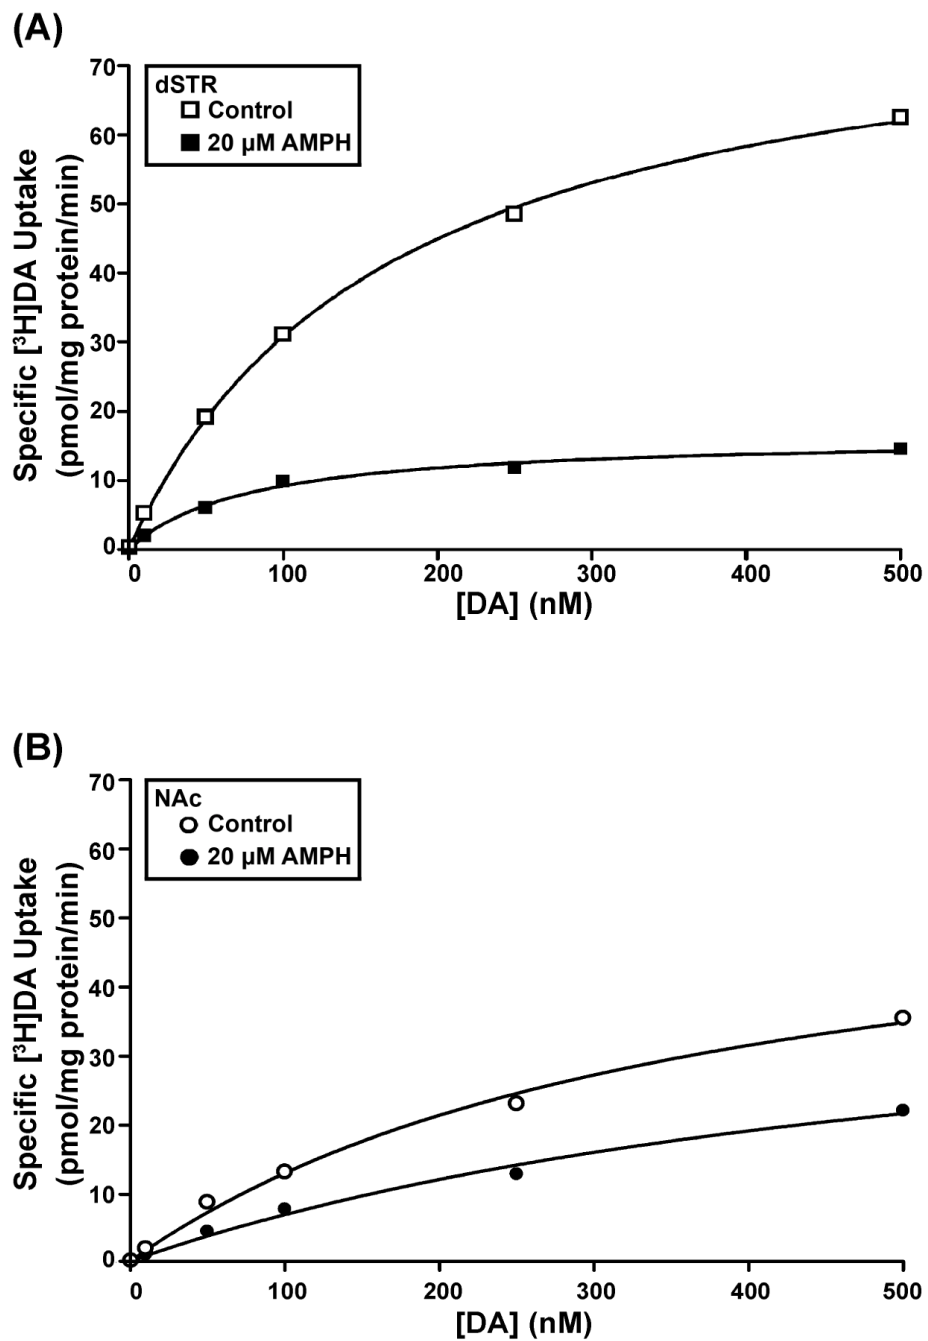 (A)
70
60
50
40
30
20
10
0
dSTR
Control
20 µM AMPH
Specific [³H]DA Uptake
(pmol/mg protein/min)
0 100 200 300 400 500
[DA] (nM)
(B)
70
60
50
40
30
20
10
0
NAc
Control
20 µM AMPH
Specific [³H]DA Uptake
(pmol/mg protein/min)
0 100 200 300 400 500
[DA] (nM)